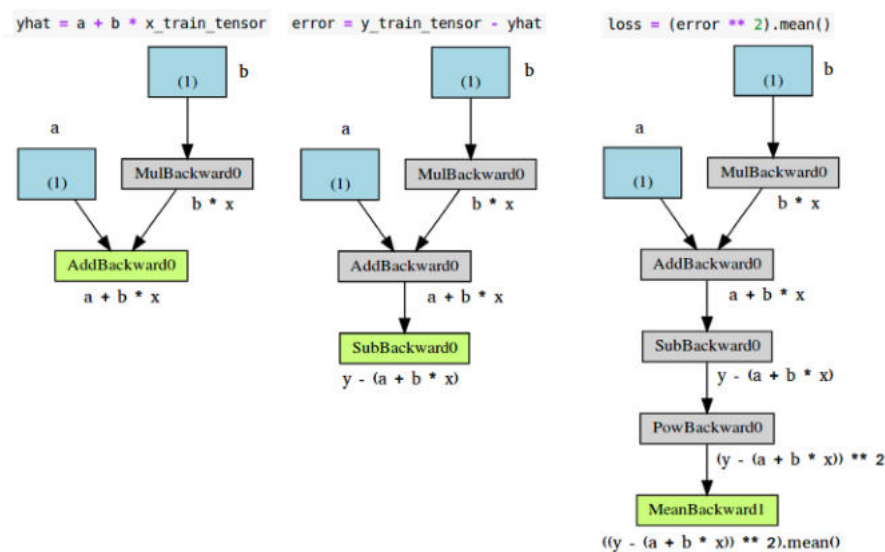 yhat = a + b * x_train_tensor
b
(1)
a
(1)
MulBackward0
b * x
AddBackward0
a + b * x
error = y_train_tensor - yhat
b
(1)
a
(1)
MulBackward0
b * x
AddBackward0
a + b * x
SubBackward0
y - (a + b * x)
loss = (error ** 2).mean()
b
(1)
a
(1)
MulBackward0
b * x
AddBackward0
a + b * x
SubBackward0
y - (a + b * x)
PowBackward0
(y - (a + b * x)) ** 2
MeanBackward1
((y - (a + b * x)) ** 2).mean()